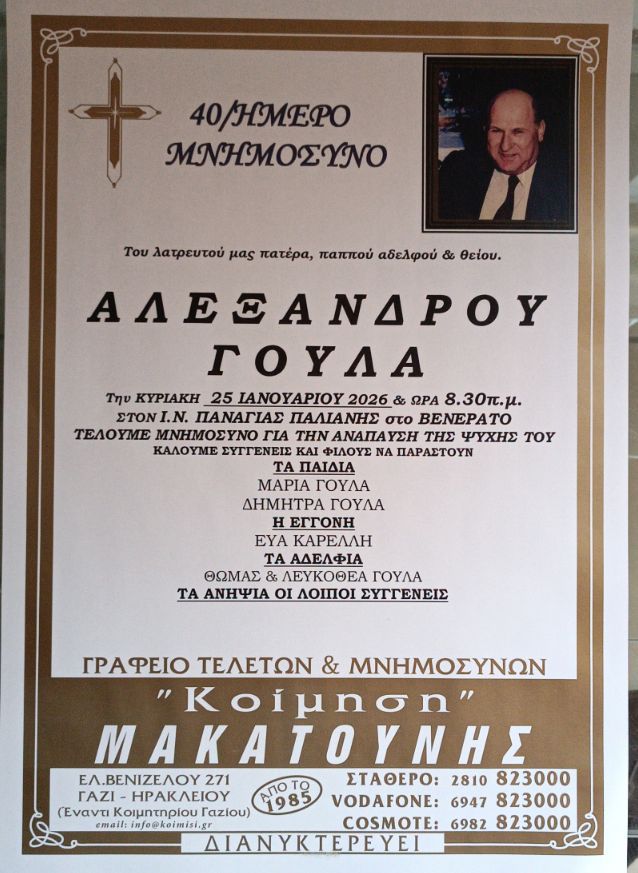 40/ΗΜΕΡΟ
ΜΝΗΜΟΣΥΝΟ
Του λατρευτού μας πατέρα, παππού αδελφού & θείου.
ΑΛΕΞΑΝΔΡΟΥ
ΓΟΥΛΑ
Την ΚΥΡΙΑΚΗ 25 ΙΑΝΟΥΑΡΙΟΥ 2026 & ΩΡΑ 8.30π.μ.
ΣΤΟΝ Ι.Ν. ΠΑΝΑΓΙΑΣ ΠΑΛΙΑΝΗΣ στο ΒΕΝΕΡΑΤΟ
ΤΕΛΟΥΜΕ ΜΝΗΜΟΣΥΝΟ ΓΙΑ ΤΗΝ ΑΝΑΠΑΥΣΗ ΤΗΣ ΨΥΧΗΣ ΤΟΥ
ΚΑΛΟΥΜΕ ΣΥΓΓΕΝΕΙΣ ΚΑΙ ΦΙΛΟΥΣ ΝΑ ΠΑΡΑΣΤΟΥΝ
ΤΑ ΠΑΙΔΙΑ
ΜΑΡΙΑ ΓΟΥΛΑ
ΔΗΜΗΤΡΑ ΓΟΥΛΑ
Η ΕΓΓΟΝΗ
ΕΥΑ ΚΑΡΕΛΛΗ
ΤΑ ΑΔΕΛΦΙΑ
ΘΩΜΑΣ & ΛΕΥΚΟΘΕΑ ΓΟΥΛΑ
ΤΑ ΑΝΗΨΙΑ ΟΙ ΛΟΙΠΟΙ ΣΥΓΓΕΝΕΙΣ
ΓΡΑΦΕΙΟ ΤΕΛΕΤΩΝ & ΜΝΗΜΟΣΥΝΩΝ
"Κοίμηση"
ΜΑΚΑΤΟΥΝΗΣ
ΕΛ.ΒΕΝΙΖΕΛΟΥ 271
ΓΑΖΙ - ΗΡΑΚΛΕΙΟΥ
(Έναντι Κοιμητηρίου Γαζίου)
email: info@koimisi.gr
ΑΠΟ ΤΟ
1985
ΣΤΑΘΕΡΟ: 2810 823000
VODAFONE: 6947 823000
COSMOTE: 6982 823000
ΔΙΑΝΥΚΤΕΡΕΥΕΙ